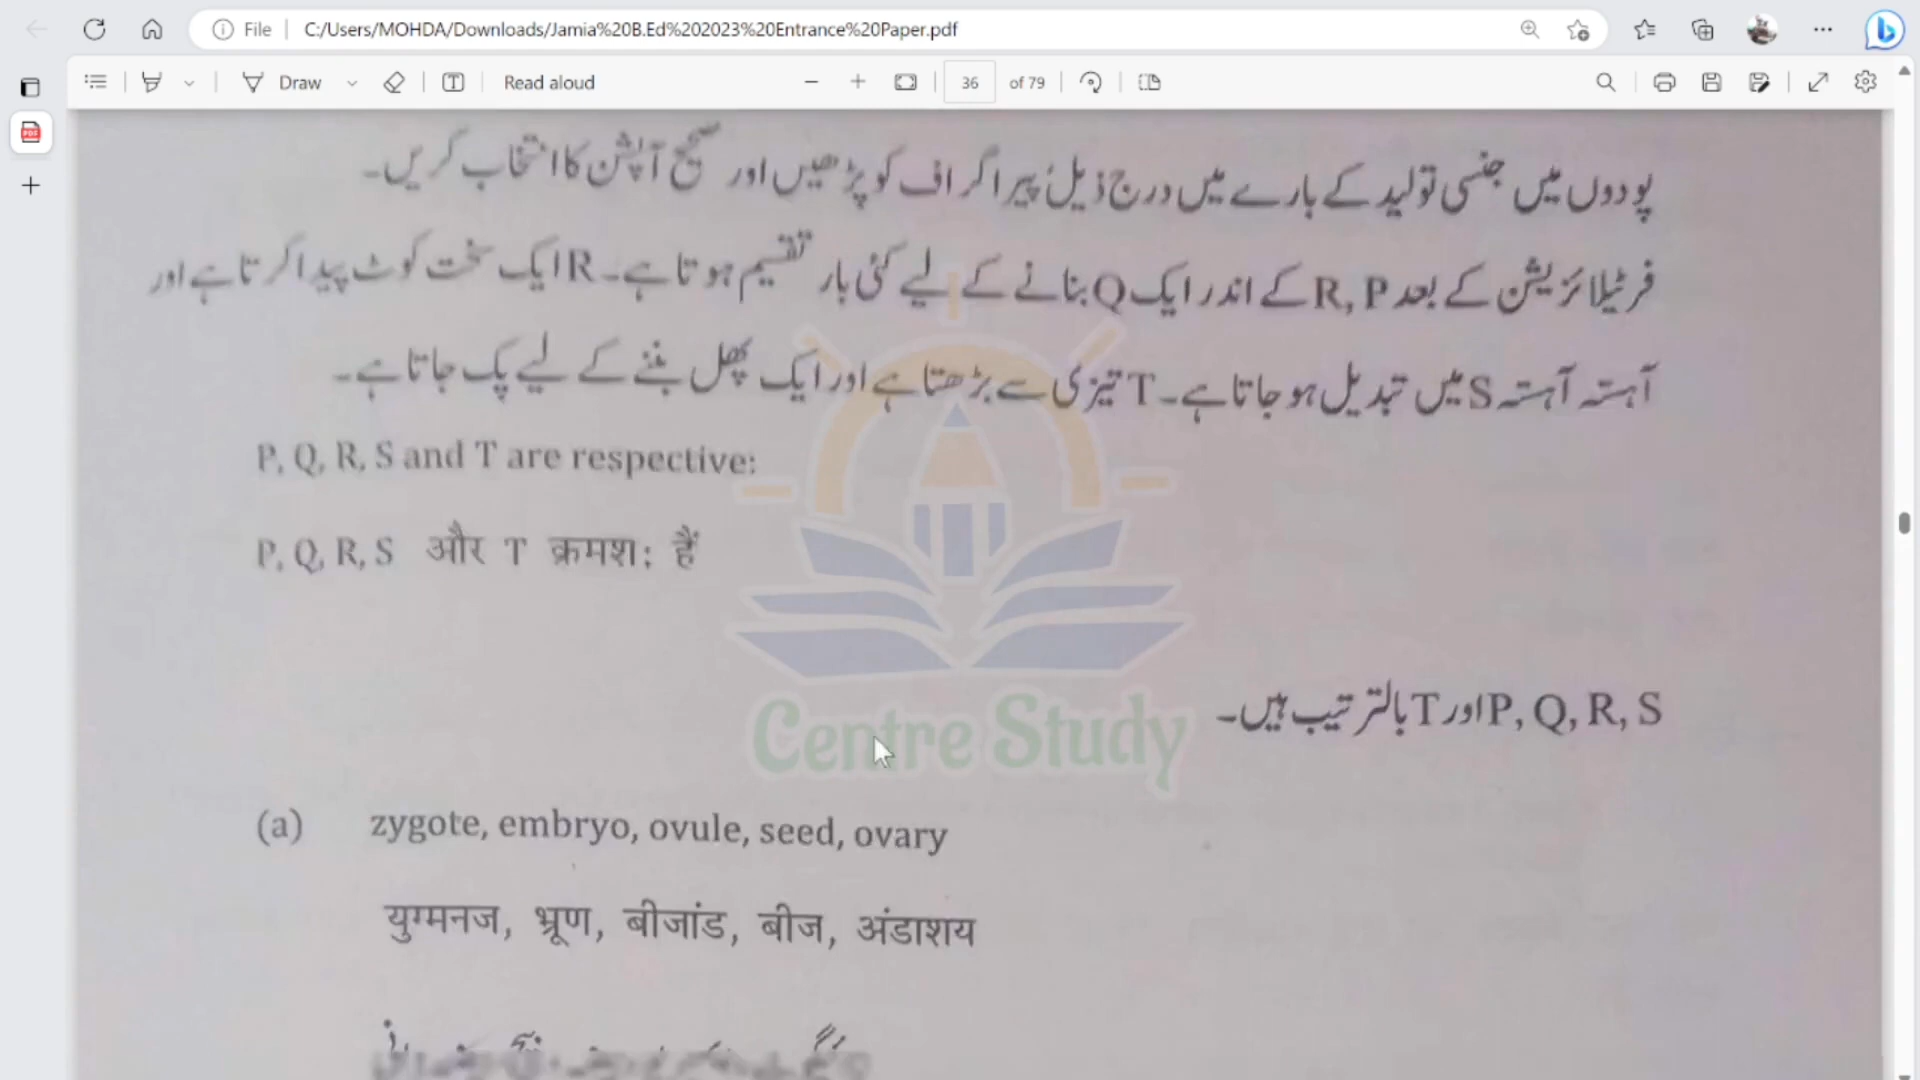 File
C:/Users/MOHDA/Downloads/Jamia%20B.Ed%202023%20Entrance%20Paper.pdf
Draw
Read aloud
36 of 79
پودوں میں جنسی تولید کے بارے میں درج ذیل پیراگراف کو پڑھیں اور صحیح آپشن کا انتخاب کریں۔
فرٹیلائزیشن کے بعد R, P کے اندر ایک Q بنانے کے لیے کئی بار تقسیم ہوتا ہے۔ R ایک سخت کوٹ پیدا کرتا ہے اور
آہستہ آہستہ S میں تبدیل ہو جاتا ہے۔ T تیزی سے بڑھتا ہے اور ایک پھل بننے کے لیے پک جاتا ہے۔
P, Q, R, S and T are respective:
P, Q, R, S और T क्रमश: हैं
P, Q, R, S اور T بالترتیب ہیں۔
Centre Study
(a) zygote, embryo, ovule, seed, ovary
युग्मनज, भ्रूण, बीजांड, बीज, अंडाशय